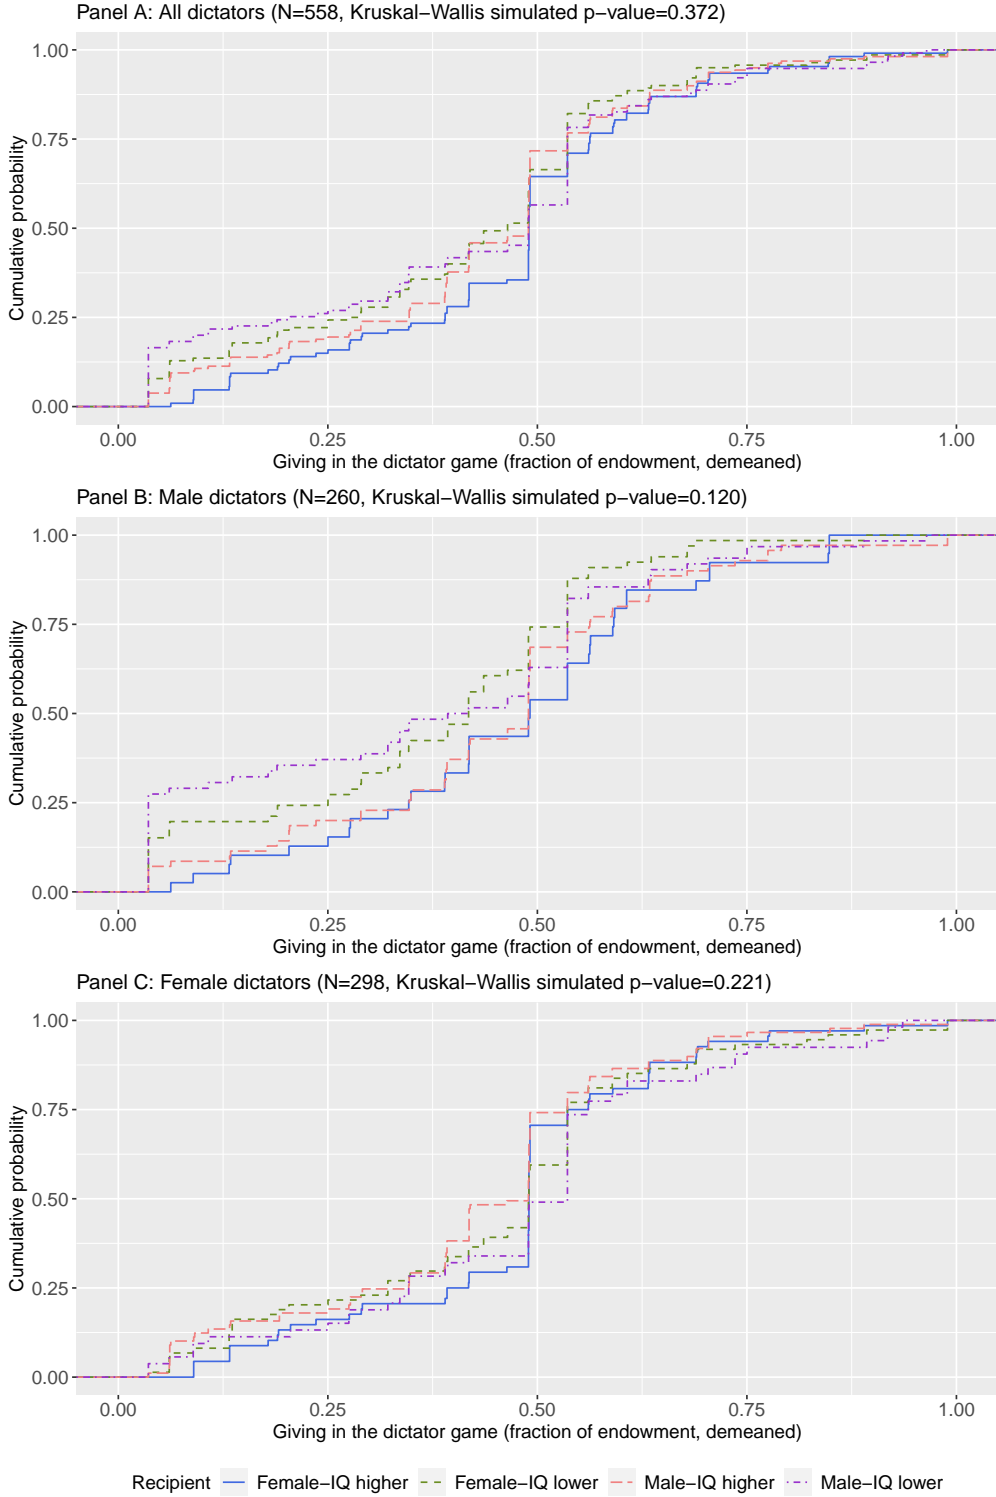 Panel A: All dictators (N=558, Kruskal−Wallis simulated p−value=0.372)
1.00
0.75
0.50
0.25
0.00
Cumulative probability
0.00 0.25 0.50 0.75 1.00
Giving in the dictator game (fraction of endowment, demeaned)
Panel B: Male dictators (N=260, Kruskal−Wallis simulated p−value=0.120)
1.00
0.75
0.50
0.25
0.00
Cumulative probability
0.00 0.25 0.50 0.75 1.00
Giving in the dictator game (fraction of endowment, demeaned)
Panel C: Female dictators (N=298, Kruskal−Wallis simulated p−value=0.221)
1.00
0.75
0.50
0.25
0.00
Cumulative probability
0.00 0.25 0.50 0.75 1.00
Giving in the dictator game (fraction of endowment, demeaned)
Recipient Female−IQ higher Female−IQ lower Male−IQ higher Male−IQ lower